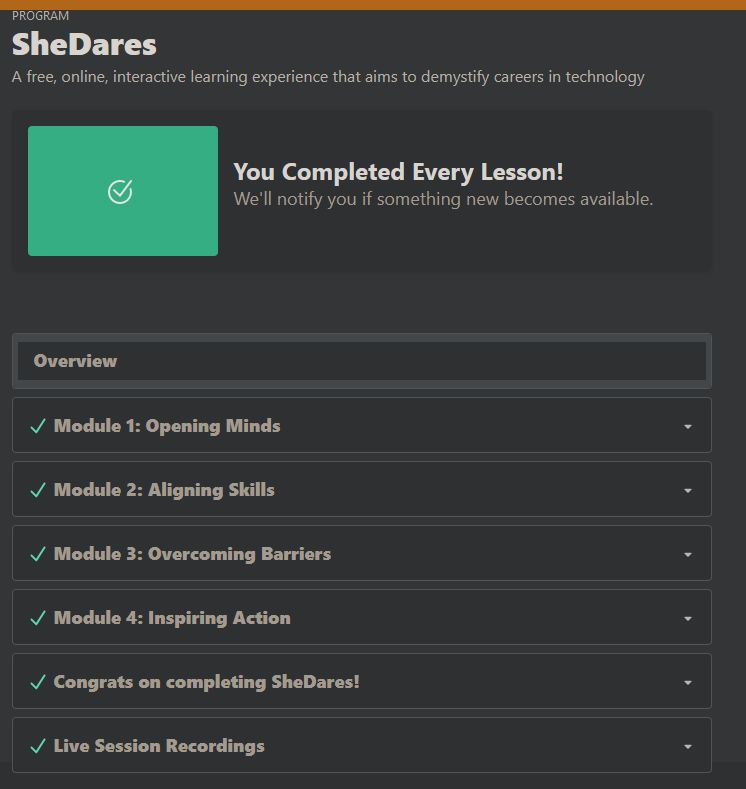 PROGRAM
SheDares
A free, online, interactive learning experience that aims to demystify careers in technology
You Completed Every Lesson!
We'll notify you if something new becomes available.
Overview
Module 1: Opening Minds
Module 2: Aligning Skills
Module 3: Overcoming Barriers
Module 4: Inspiring Action
Congrats on completing SheDares!
Live Session Recordings